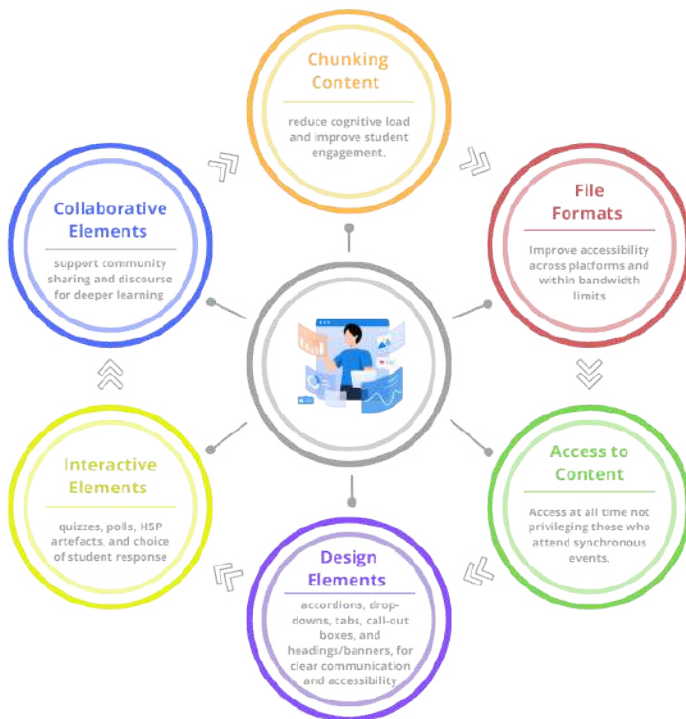 Chunking
Content
reduce cognitive load
and improve student
engagement.
File
Formats
Improve accessibility
across platforms and
within bandwidth
limits
Access to
Content
Access at all time not
privileging those who
attend synchronous
events.
Design
Elements
accordions, drop-
downs, tabs, call-out
boxes, and
headings/banners, for
clear communication
and accessibility
Interactive
Elements
quizzes, polls, H5P
artefacts, and choice
of student response
Collaborative
Elements
support community
sharing and discourse
for deeper learning